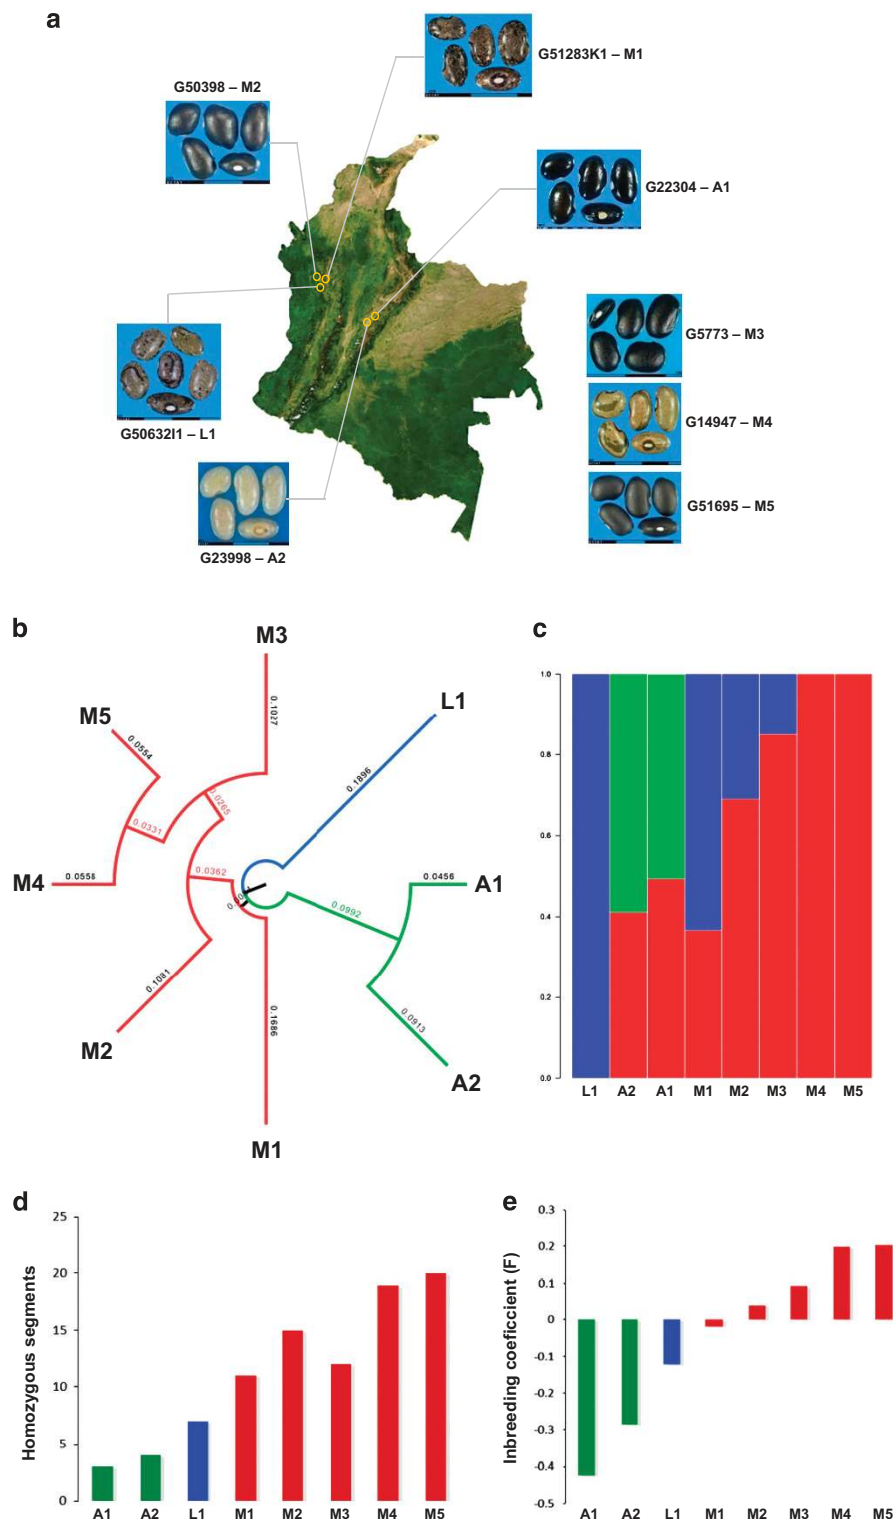 a
G51283K1 – M1
G50398 – M2
G22304 – A1
G5773 – M3
G14947 – M4
G50632I1 – L1
G51695 – M5
G23998 – A2
b
M3
0.1027
L1
0.1896
M5
0.0554
0.0265
0.0331
M4
0.0558
0.0362
A1
0.0456
0.0992
M2
0.1081
0.0913
A2
0.1686
M1
c
1.0
0.8
0.6
0.4
0.2
0.0
L1 A2 A1 M1 M2 M3 M4 M5
d
Homozygous segments
25
20
15
10
5
0
A1 A2 L1 M1 M2 M3 M4 M5
e
Inbreeding coeficcient (F)
0.3
0.2
0.1
0
-0.1
-0.2
-0.3
-0.4
-0.5
A1 A2 L1 M1 M2 M3 M4 M5